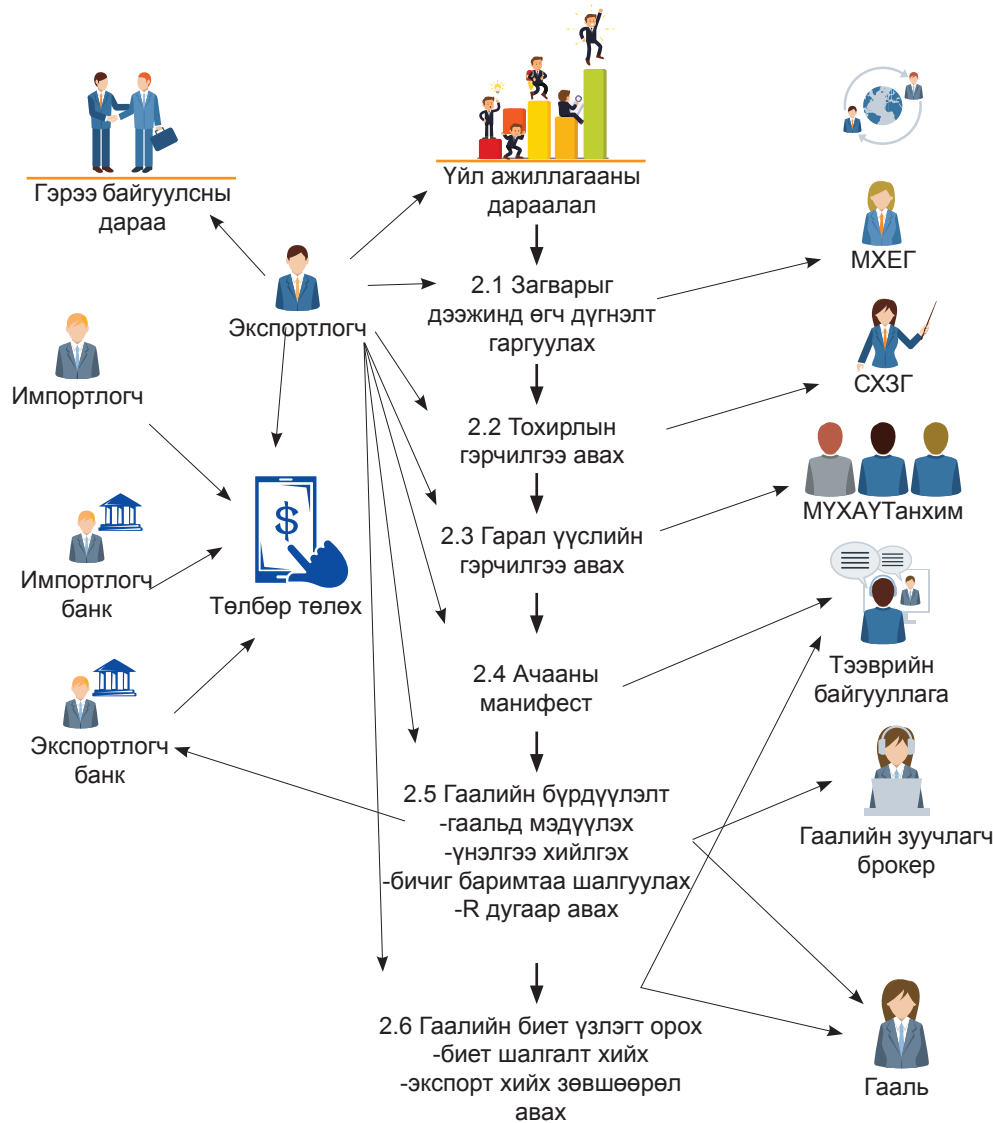 Гэрээ байгуулсны
дараа
Үйл ажиллагааны
дараалал
Экспортлогч
Импортлогч
Импортлогч
банк
Төлбөр төлөх
$
Экспортлогч
банк
2.1 Загварыг
дээжинд өгч дүгнэлт
гаргуулах
2.2 Тохирлын
гэрчилгээ авах
2.3 Гарал үүслийн
гэрчилгээ авах
2.4 Ачааны
манифест
2.5 Гаалийн бүрдүүлэлт
-гаальд мэдүүлэх
-үнэлгээ хийлгэх
-бичиг баримтаа шалгуулах
-R дугаар авах
2.6 Гаалийн биет үзлэгт орох
-биет шалгалт хийх
-экспорт хийх зөвшөөрөл
авах
МХЕГ
СХЗГ
МҮХАҮТанхим
Тээврийн
байгууллага
Гаалийн зуучлагч
брокер
Гааль